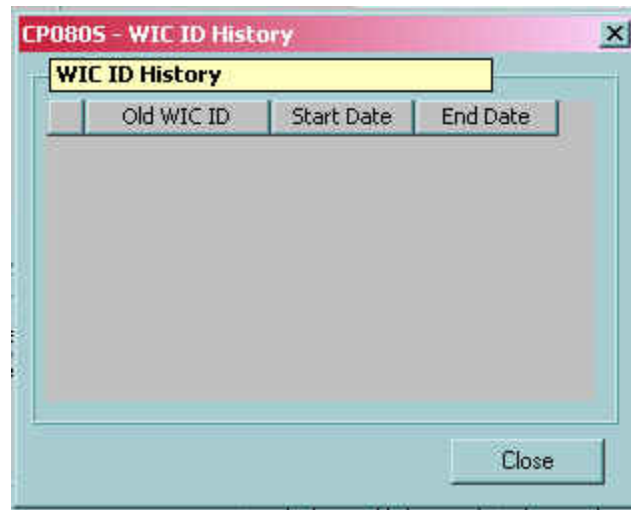 CP080S - WIC ID History
WIC ID History
Old WIC ID Start Date End Date
Close